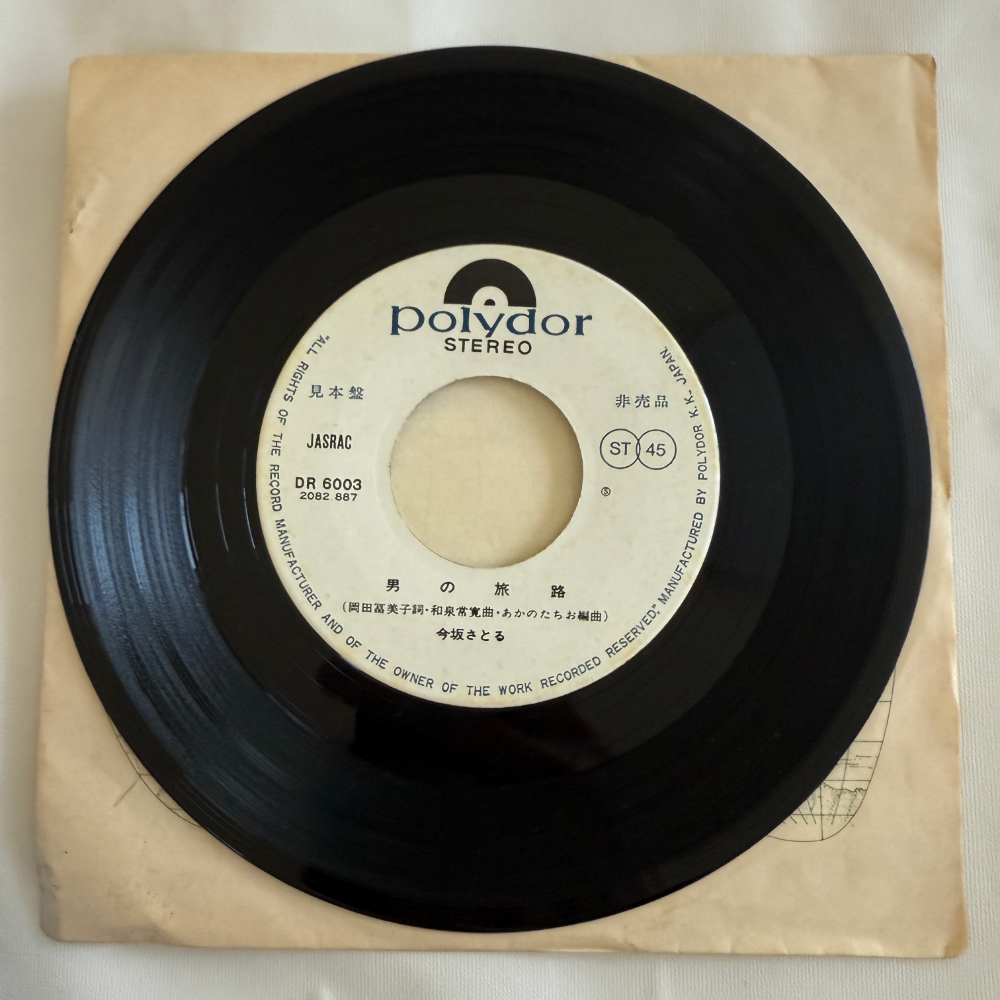 polydor
STEREO
見本盤
非売品
JASRAC
ST 45
DR 6003
2082 887
Ⓢ
男の旅路
(岡田冨美子詞・和泉常寛曲・あかのたちお編曲)
今坂さとる
"ALL RIGHTS OF THE RECORD MANUFACTURER AND OF THE OWNER OF THE WORK RECORDED RESERVED." MANUFACTURED BY POLYDOR K.K., JAPAN.